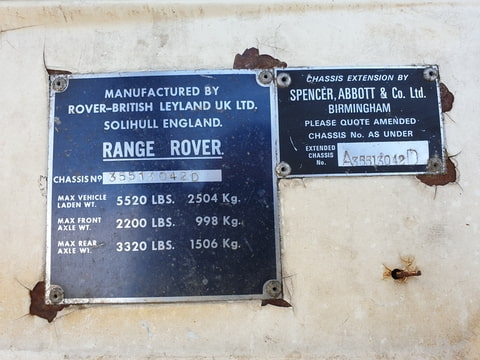 MANUFACTURED BY
ROVER-BRITISH LEYLAND UK LTD.
SOLIHULL ENGLAND.
RANGE ROVER.
CHASSIS Nº 35513042D
MAX VEHICLE LADEN WT. 5520 LBS. 2504 Kg.
MAX FRONT AXLE WT. 2200 LBS. 998 Kg.
MAX REAR AXLE WT. 3320 LBS. 1506 Kg.
CHASSIS EXTENSION BY
SPENCER, ABBOTT & Co. Ltd.
BIRMINGHAM
PLEASE QUOTE AMENDED
CHASSIS No. AS UNDER
EXTENDED CHASSIS No. A35513042D